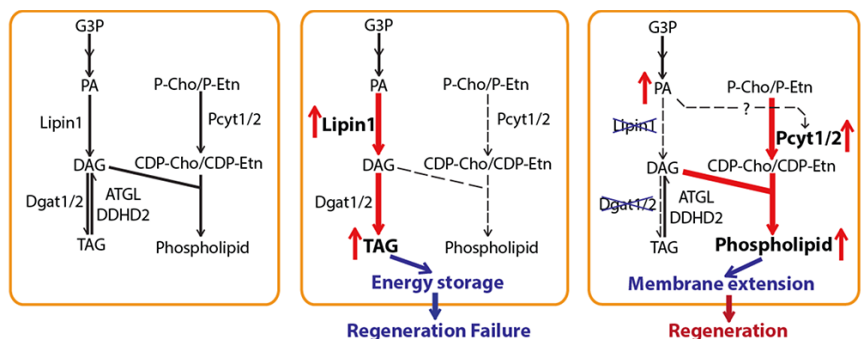 G3P
PA
P-Cho/P-Etn
Lipin1
Pcyt1/2
DAG
CDP-Cho/CDP-Etn
Dgat1/2
ATGL
DDHD2
TAG
Phospholipid
G3P
PA
P-Cho/P-Etn
Lipin1
Pcyt1/2
DAG
CDP-Cho/CDP-Etn
Dgat1/2
TAG
Phospholipid
Energy storage
Regeneration Failure
G3P
PA
P-Cho/P-Etn
?
Lipin1
Pcyt1/2
DAG
CDP-Cho/CDP-Etn
Dgat1/2
ATGL
DDHD2
TAG
Phospholipid
Membrane extension
Regeneration